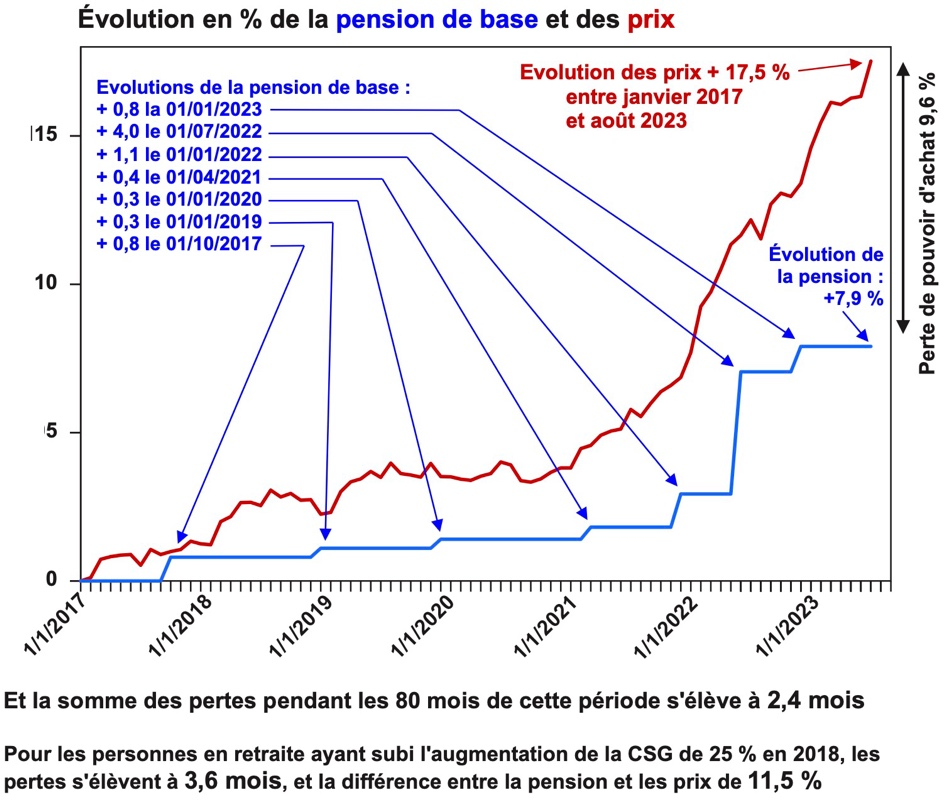 Évolution en % de la pension de base et des prix
Evolutions de la pension de base :
+ 0,8 la 01/01/2023
+ 4,0 le 01/07/2022
+ 1,1 le 01/01/2022
+ 0,4 le 01/04/2021
+ 0,3 le 01/01/2020
+ 0,3 le 01/01/2019
+ 0,8 le 01/10/2017
Evolution des prix + 17,5 %
entre janvier 2017
et août 2023
Évolution de
la pension :
+7,9 %
Perte de pouvoir d'achat 9,6 %
15
10
5
0
1/1/2017
1/1/2018
1/1/2019
1/1/2020
1/1/2021
1/1/2022
1/1/2023
Et la somme des pertes pendant les 80 mois de cette période s'élève à 2,4 mois
Pour les personnes en retraite ayant subi l'augmentation de la CSG de 25 % en 2018, les
pertes s'élèvent à 3,6 mois, et la différence entre la pension et les prix de 11,5 %